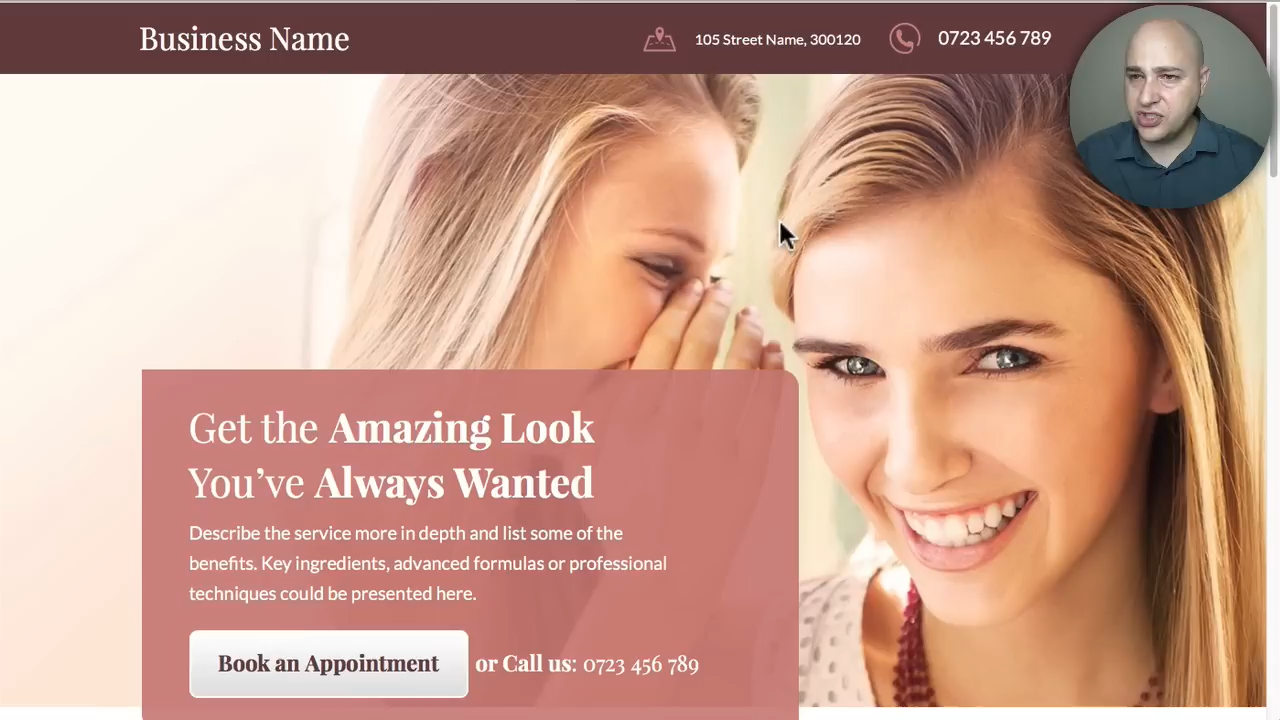 Business Name
105 Street Name, 300120
0723 456 789
Get the Amazing Look
You’ve Always Wanted
Describe the service more in depth and list some of the
benefits. Key ingredients, advanced formulas or professional
techniques could be presented here.
Book an Appointment
or Call us: 0723 456 789